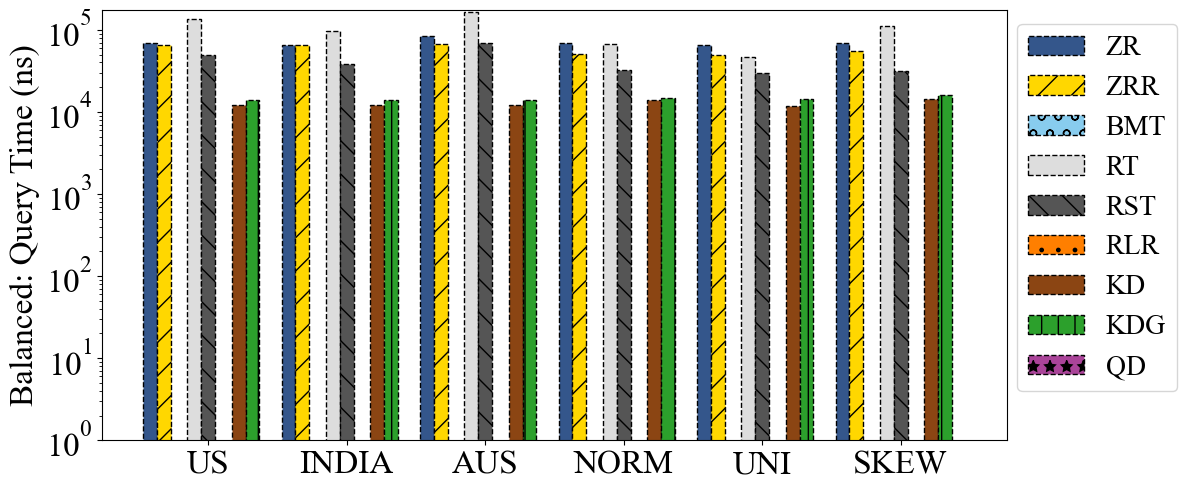 Balanced: Query Time (ns)
10^5
10^4
10^3
10^2
10^1
10^0
US INDIA AUS NORM UNI SKEW
ZR
ZRR
BMT
RT
RST
RLR
KD
KDG
QD